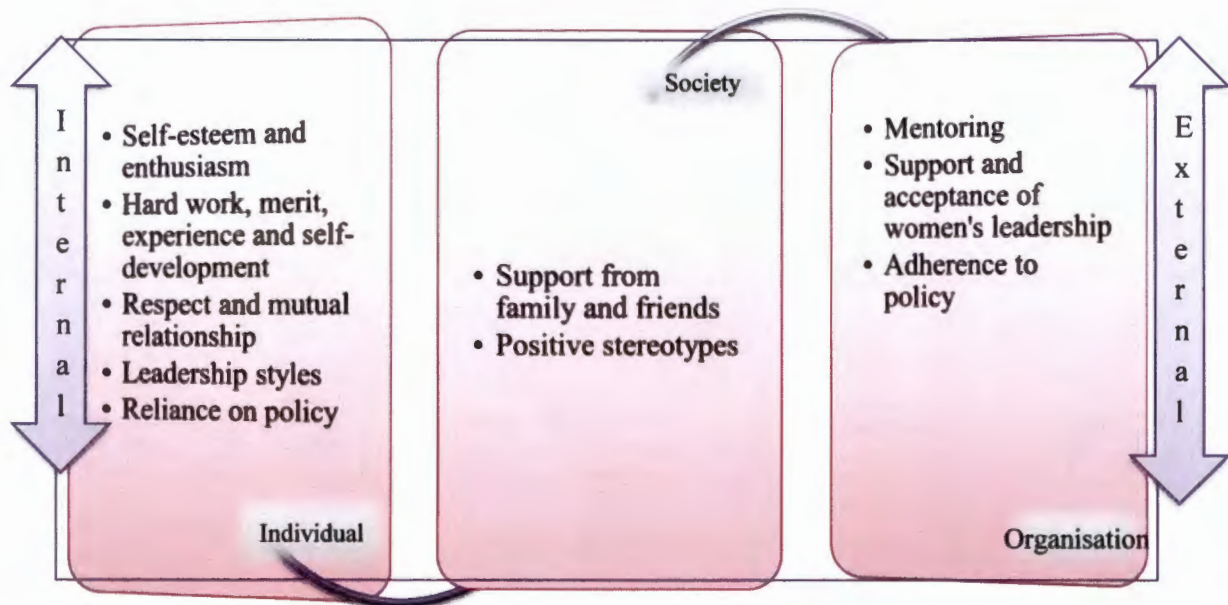 Internal
• Self-esteem and
enthusiasm
• Hard work, merit,
experience and self-
development
• Respect and mutual
relationship
• Leadership styles
• Reliance on policy
Individual
Society
• Support from
family and friends
• Positive stereotypes
• Mentoring
• Support and
acceptance of
women's leadership
• Adherence to
policy
Organisation
External